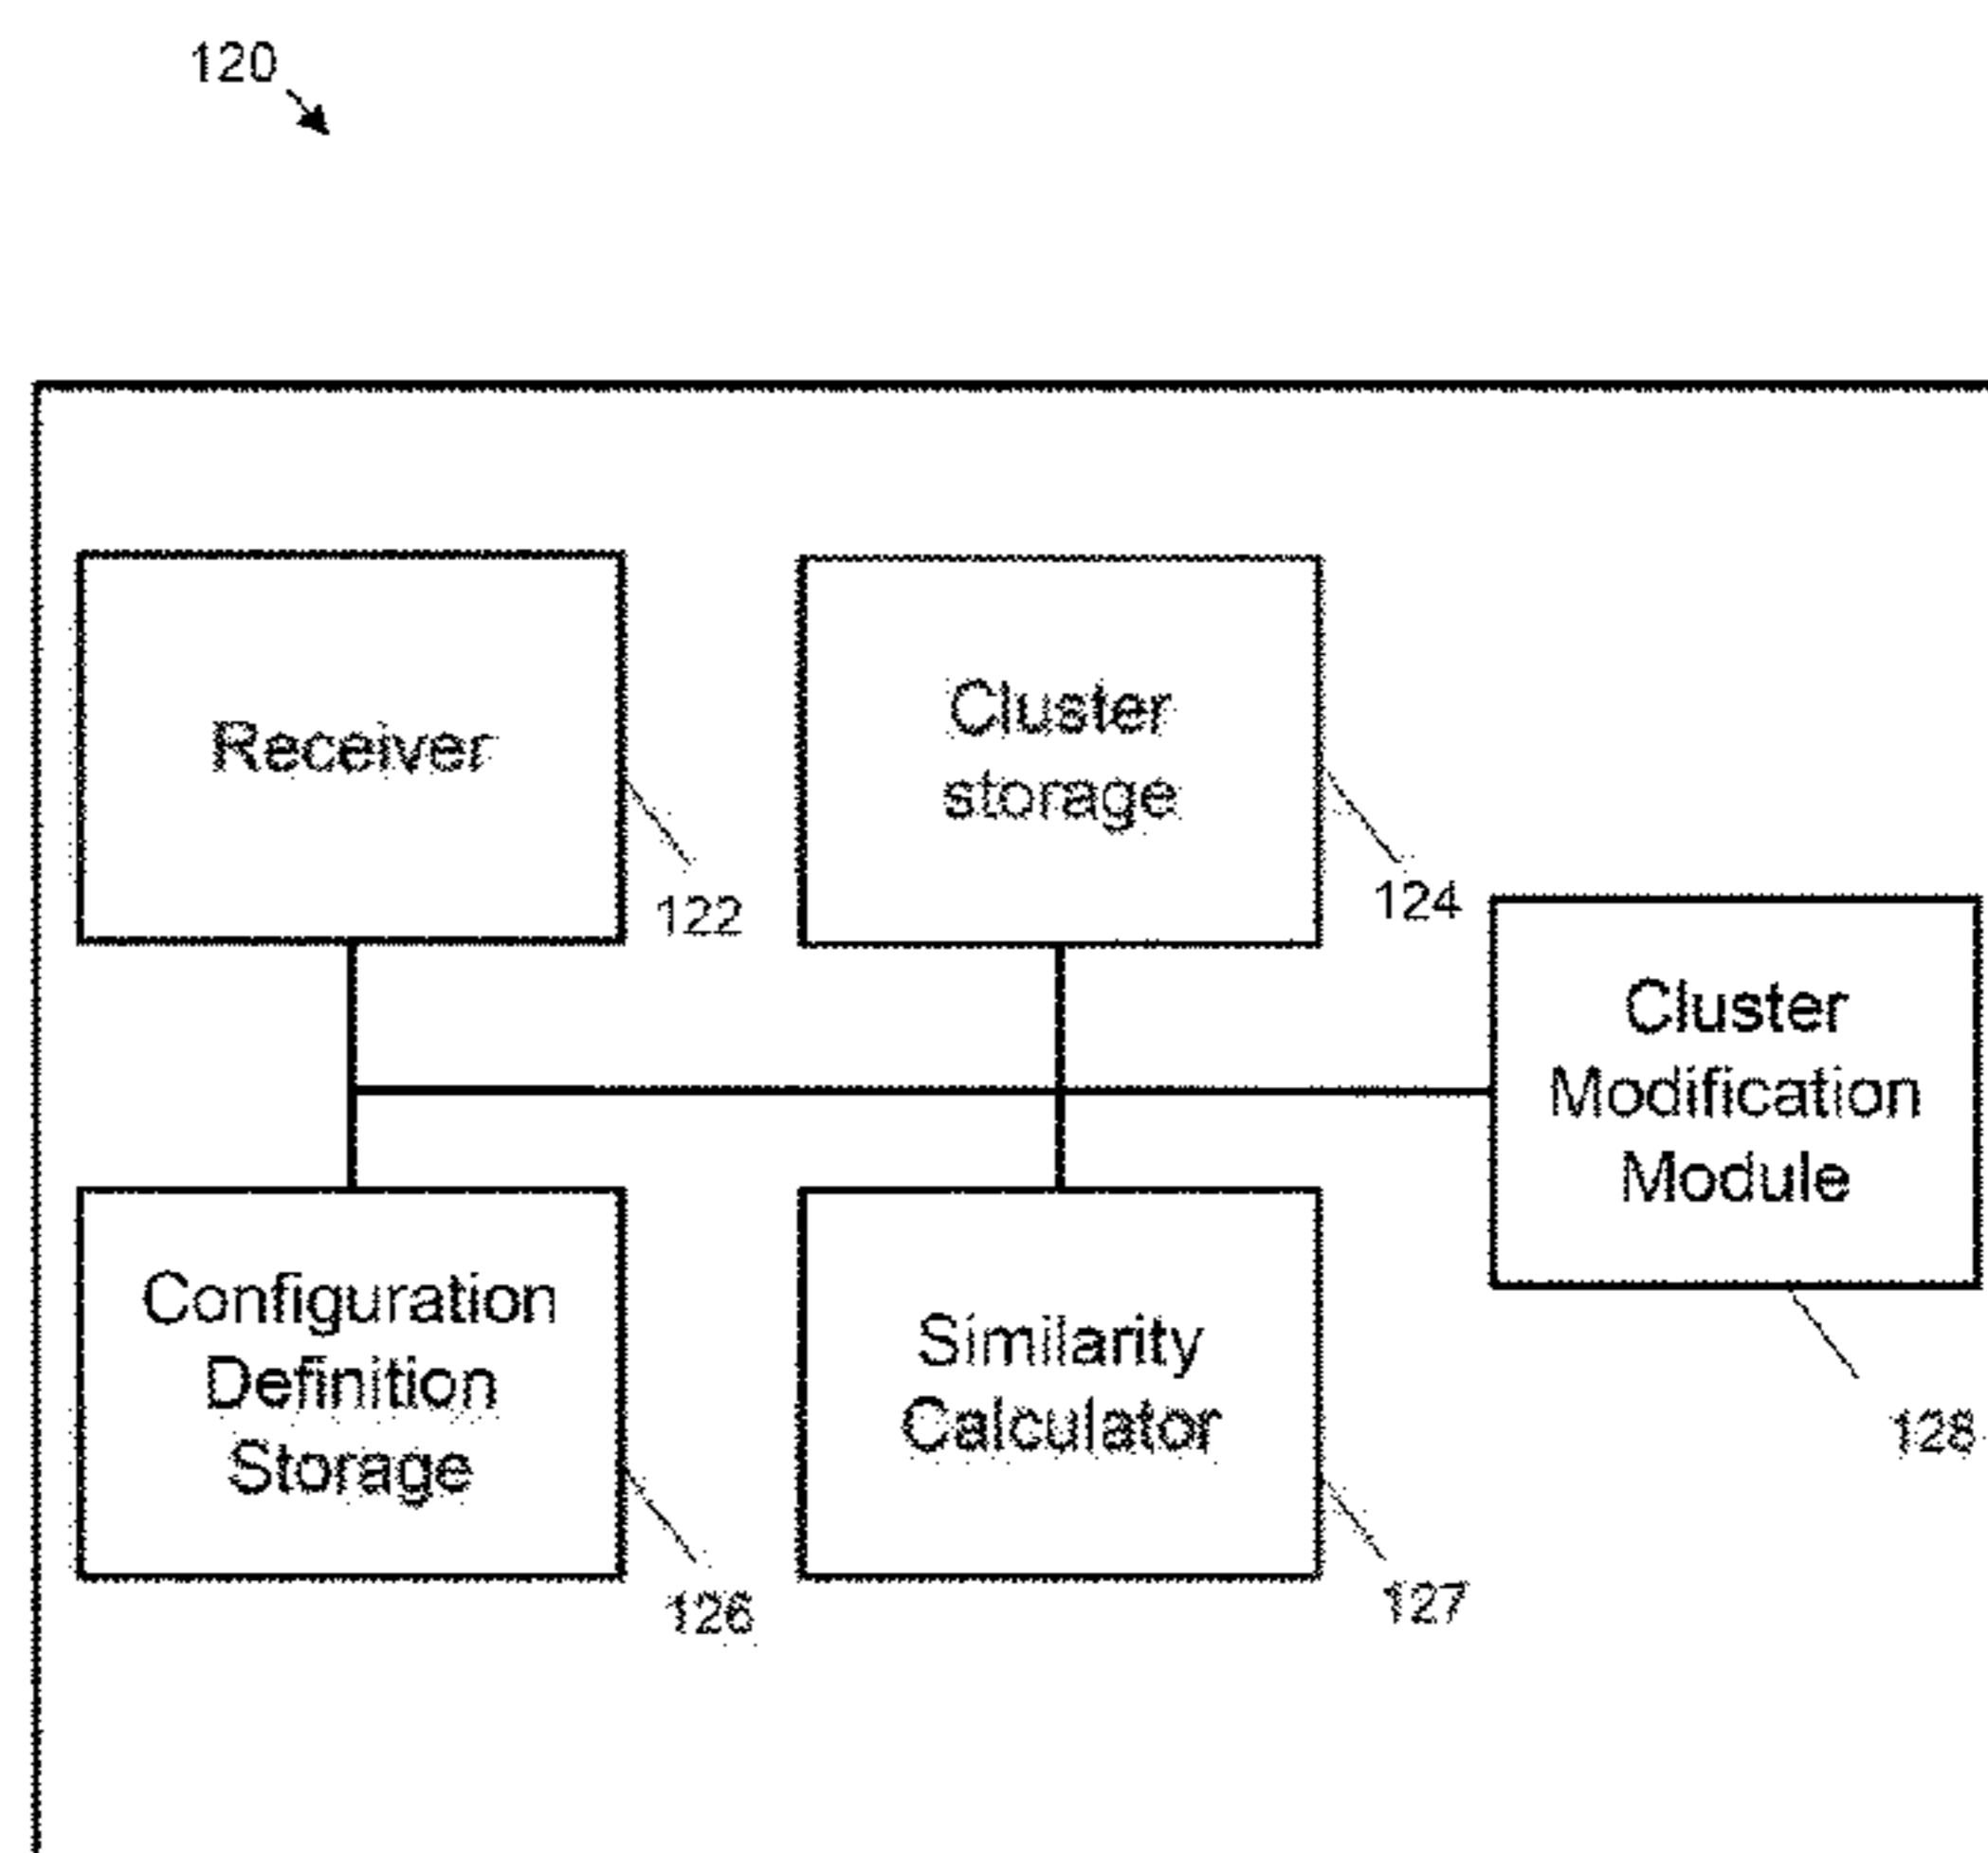 120
Receiver
122
Cluster
storage
124
Cluster
Modification
Module
128
Configuration
Definition
Storage
126
Similarity
Calculator
127